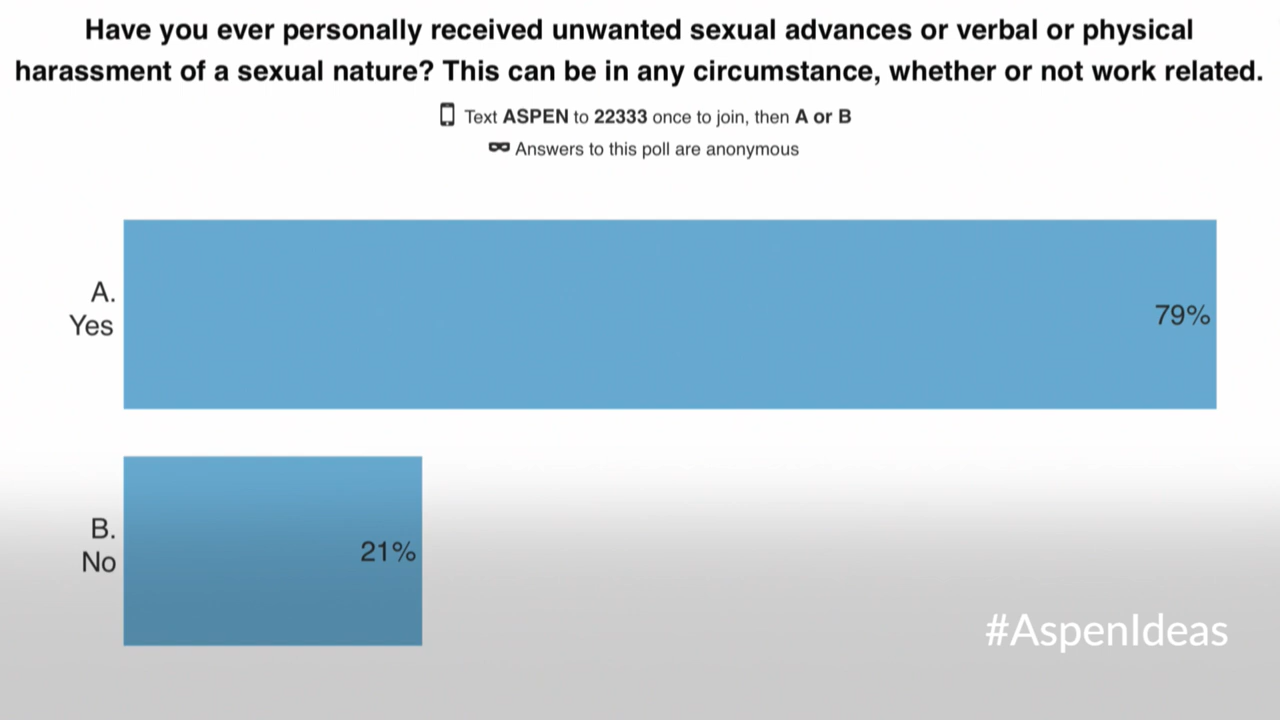 Have you ever personally received unwanted sexual advances or verbal or physical
harassment of a sexual nature? This can be in any circumstance, whether or not work related.
Text ASPEN to 22333 once to join, then A or B
Answers to this poll are anonymous
A.
Yes
79%
B.
No
21%
#AspenIdeas